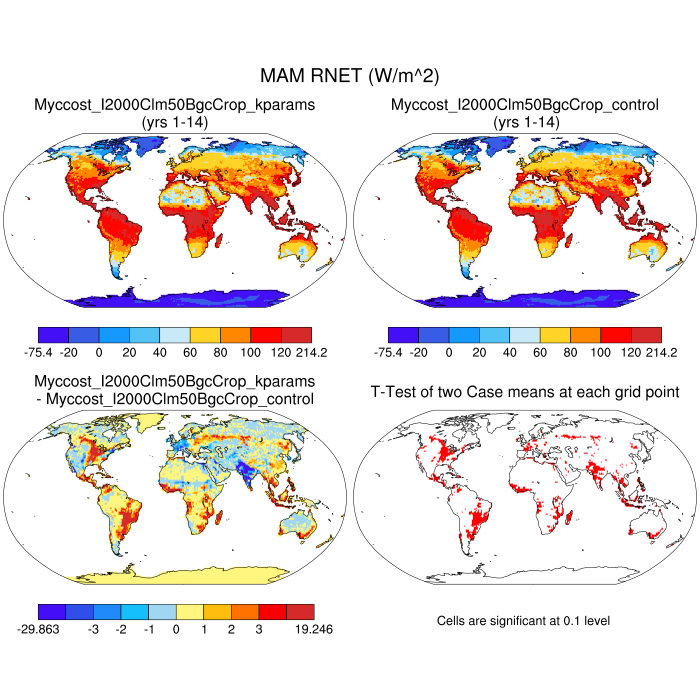 MAM RNET (W/m^2)
Myccost_I2000Clm50BgcCrop_kparams
(yrs 1-14)
Myccost_I2000Clm50BgcCrop_control
(yrs 1-14)
-75.4 -20 0 20 40 60 80 100 120 214.2
-75.4 -20 0 20 40 60 80 100 120 214.2
Myccost_I2000Clm50BgcCrop_kparams
- Myccost_I2000Clm50BgcCrop_control
T-Test of two Case means at each grid point
-29.863 -3 -2 -1 0 1 2 3 19.246
Cells are significant at 0.1 level